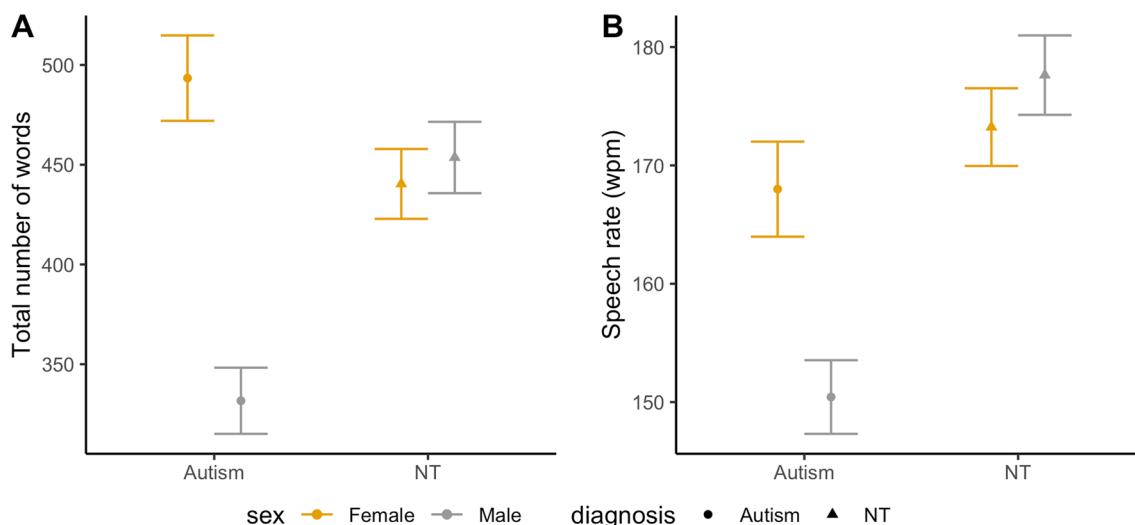 A
Total number of words
500
450
400
350
Autism
NT
B
Speech rate (wpm)
180
170
160
150
Autism
NT
sex Female Male diagnosis Autism NT